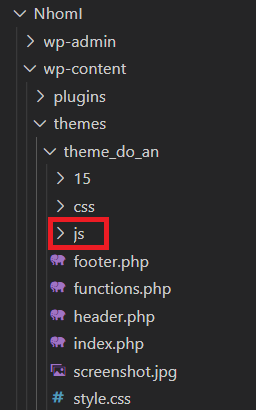 NhomI
wp-admin
wp-content
plugins
themes
theme_do_an
15
css
js
footer.php
functions.php
header.php
index.php
screenshot.jpg
# style.css